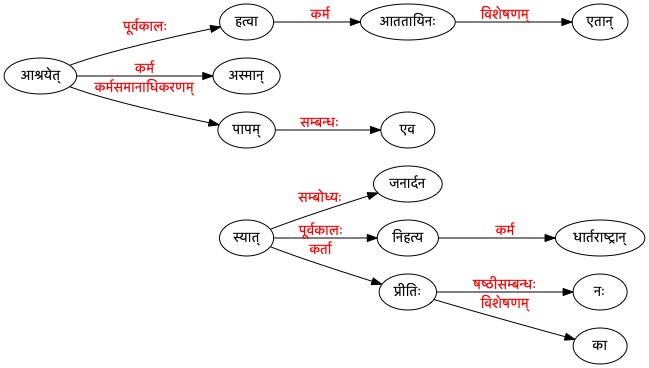 पूर्वकालः हत्वा कर्म आततायिनः विशेषणम् एतान्
आश्रयेत् कर्म अस्मान्
कर्मसमानाधिकरणम्
पापम् सम्बन्धः एव
जनार्दन
सम्बोध्यः
स्यात् पूर्वकालः निहत्य कर्म धार्तराष्ट्रान्
कर्ता
प्रीतिः षष्ठीसम्बन्धः नः
विशेषणम्
का